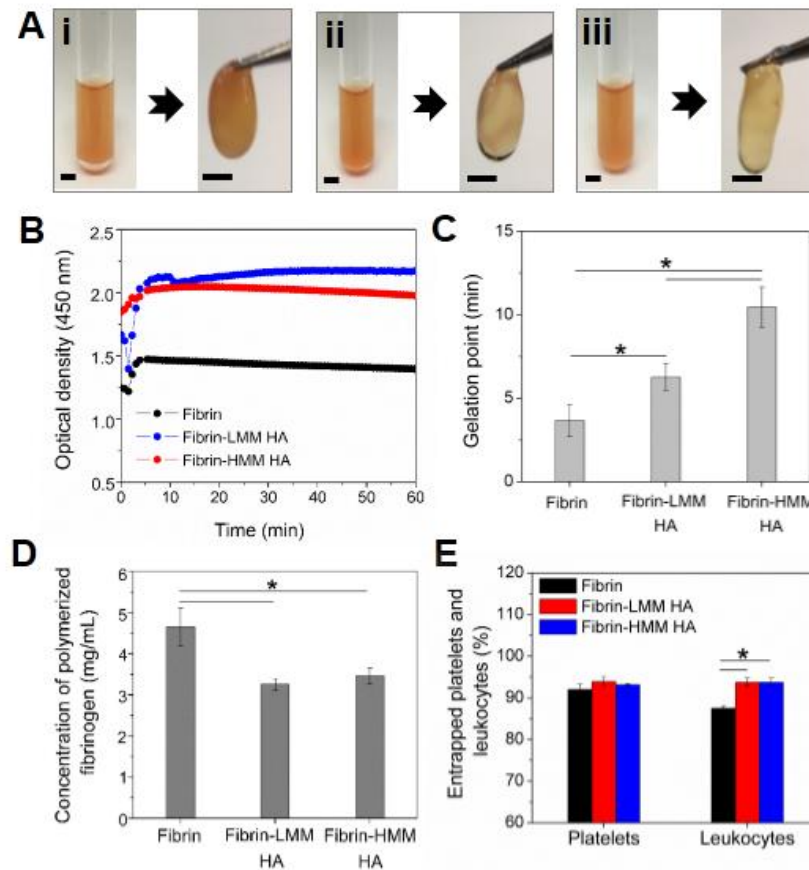 A
i
ii
iii
B
Optical density (450 nm)
2.5
2.0
1.5
1.0
0.5
0
10
20
30
40
50
60
Time (min)
Fibrin
Fibrin-LMM HA
Fibrin-HMM HA
C
Gelation point (min)
15
10
5
0
*
*
Fibrin
Fibrin-LMM
HA
Fibrin-HMM
HA
D
Concentration of polymerized
fibrinogen (mg/mL)
6
5
4
3
2
1
0
*
Fibrin
Fibrin-LMM
HA
Fibrin-HMM
HA
E
Entrapped platelets and
leukocytes (%)
120
110
100
90
80
70
60
Fibrin
Fibrin-LMM HA
Fibrin-HMM HA
*
Platelets
Leukocytes